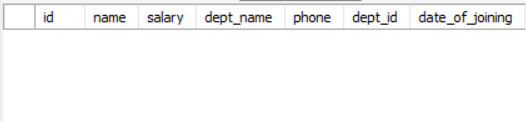 id name salary dept_name phone dept_id date_of_joining